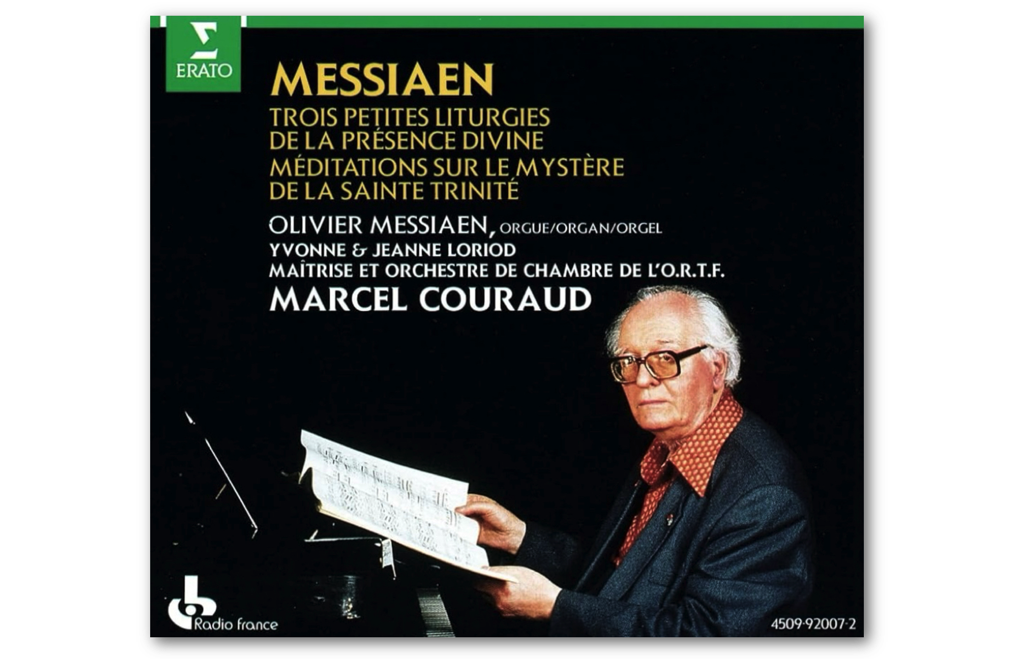 ERATO
MESSIAEN
TROIS PETITES LITURGIES
DE LA PRÉSENCE DIVINE
MÉDITATIONS SUR LE MYSTÈRE
DE LA SAINTE TRINITÉ
OLIVIER MESSIAEN, ORGUE/ORGAN/ORGEL
YVONNE & JEANNE LORIOD
MAÎTRISE ET ORCHESTRE DE CHAMBRE DE L'O.R.T.F.
MARCEL COURAUD
Radio france
4509-92007-2